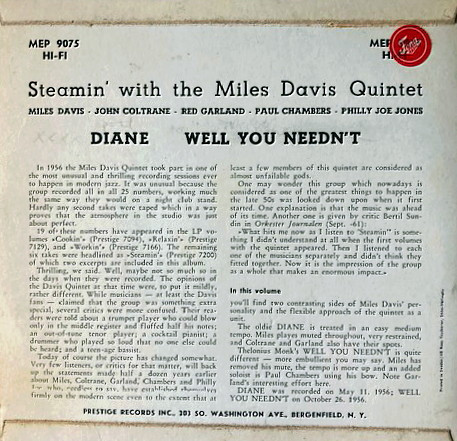 MEP 9075
HI-FI
MEP
Steamin' with the Miles Davis Quintet
MILES DAVIS - JOHN COLTRANE - RED GARLAND - PAUL CHAMBERS - PHILLY JOE JONES
DIANE WELL YOU NEEDN'T
In 1956 the Miles Davis Quintet took part in one of
the most unusual and thrilling recording sessions ever
to happen in modern jazz. It was unusual because the
group recorded all in all 25 numbers, working much
the same way they would on a night club stand.
Hardly any second takes were taped which in a way
proves that the atmosphere in the studio was just
about perfect.
19 of these numbers have appeared in the LP vo-
lumes »Cookin» (Prestige 7094), »Relaxin» (Prestige
7129), and »Workin» (Prestige 7166). The remaining
six takes were headlined as »Steamin» (Prestige 7200)
of which two excerpts are included in this album.
Thrilling, we said. Well, maybe not so much so in
the days when they were recorded. The opinions of
the Davis Quintet at that time were, to put it mildly,
rather different. While musicians — at least the Davis
fans — claimed that the group was something extra
special, several critics were more confused. Their rea-
ders were told about a trumpet player who could blow
only in the middle register and fluffed half his notes;
an out-of-tune tenor player; a cocktail pianist; a
drummer who played so loud that no one else could
be heard; and a teen-age bassist.
Today of course the picture has changed somewhat.
Very few listeners, or critics for that matter, will back
up the statements made half a dozen years earlier
about Miles, Coltrane, Garland, Chambers and Philly
Jo who, needless to say, have established themselves
firmly on the modern scene even to the extent that at
least a few members of this quintet are considered as
almost unfailable gods.
One may wonder this group which nowadays is
considered as one of the greatest things to happen in
the late 50s was looked down upon when it first
started. One explanation is that the music was ahead
of its time. Another one is given by critic Bertil Sun-
din in Orkester Journalen (Sept. -61):
»What hits me now as I listen to "Steamin" is some-
thing I didn't understand at all when the first volumes
with the quintet appeared. Then I listened to each
one of the musicians separately and didn't think they
fitted together. Now it is the impression of the group
as a whole that makes an enormous impact.»
In this volume
you'll find two contrasting sides of Miles Davis' per-
sonality and the flexible approach of the quintet as a
unit.
The oldie DIANE is treated in an easy medium
tempo. Miles plays muted throughout, very restrained,
and Coltrane and Garland also have their spots.
Thelonius Monk's WELL YOU NEEDN'T is quite
different — more ebullient you may say. Miles has
removed his mute, the tempo is more up and an added
soloist is Paul Chambers using his bow. Note Gar-
land's interesting effort here.
DIANE was recorded on May 11. 1956; WELL
YOU NEEDN'T on October 26. 1956.
PRESTIGE RECORDS INC., 203 SO. WASHINGTON AVE., BERGENFIELD, N. Y.